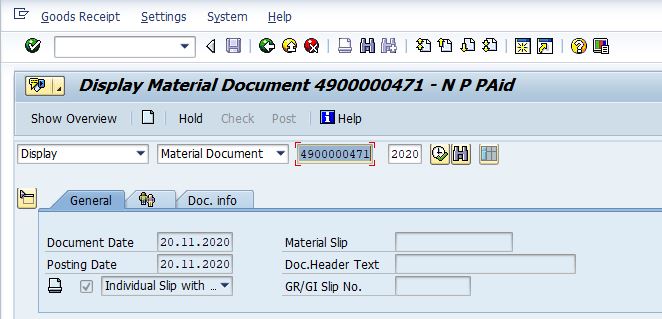 Goods Receipt Settings System Help
Display Material Document 4900000471 - N P PAid
Show Overview Hold Check Post Help
Display Material Document 4900000471 2020
General Doc. info
Document Date 20.11.2020 Material Slip
Posting Date 20.11.2020 Doc.Header Text
Individual Slip with ... GR/GI Slip No.